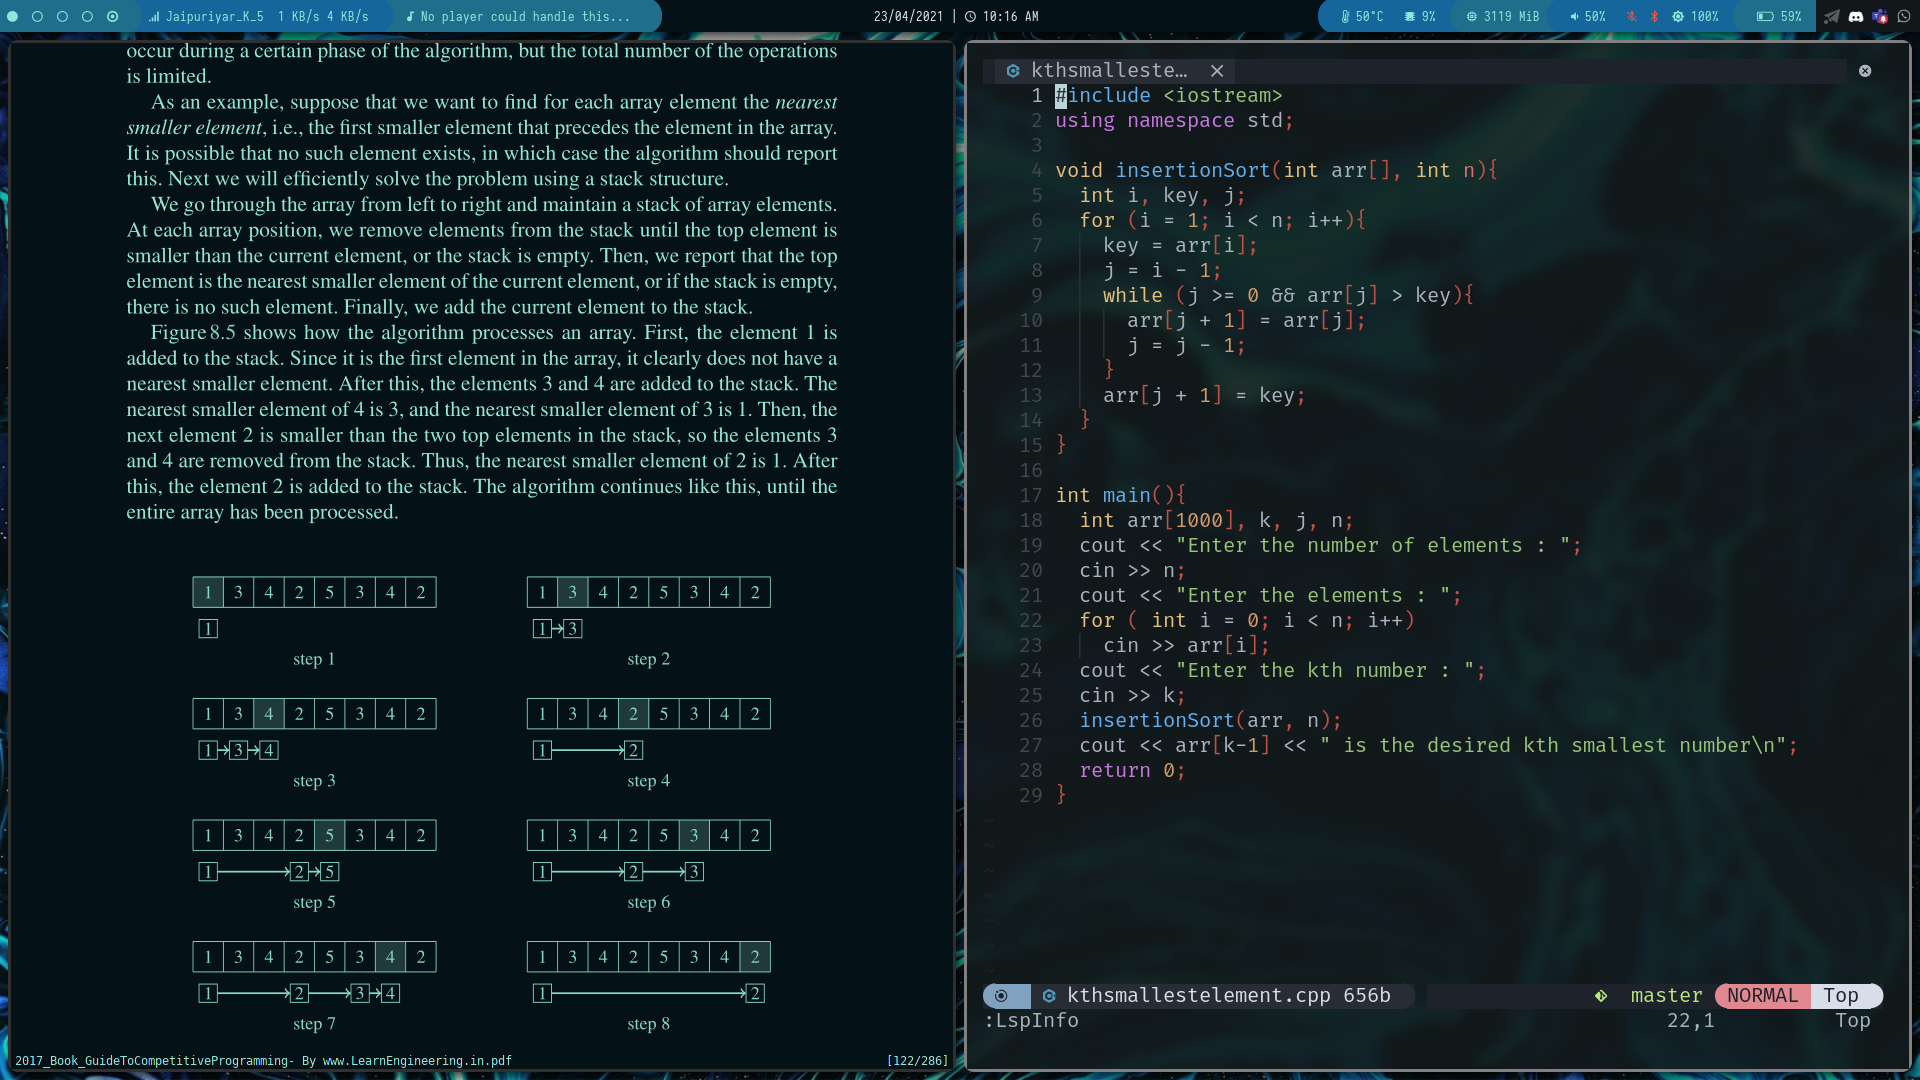 Jaipuriyar_K_5 1 KB/s 4 KB/s
No player could handle this...
23/04/2021 | 10:16 AM
50°C 9% 3119 MiB 50% 100% 59%
occur during a certain phase of the algorithm, but the total number of the operations
is limited.
As an example, suppose that we want to find for each array element the nearest
smaller element, i.e., the first smaller element that precedes the element in the array.
It is possible that no such element exists, in which case the algorithm should report
this. Next we will efficiently solve the problem using a stack structure.
We go through the array from left to right and maintain a stack of array elements.
At each array position, we remove elements from the stack until the top element is
smaller than the current element, or the stack is empty. Then, we report that the top
element is the nearest smaller element of the current element, or if the stack is empty,
there is no such element. Finally, we add the current element to the stack.
Figure 8.5 shows how the algorithm processes an array. First, the element 1 is
added to the stack. Since it is the first element in the array, it clearly does not have a
nearest smaller element. After this, the elements 3 and 4 are added to the stack. The
nearest smaller element of 4 is 3, and the nearest smaller element of 3 is 1. Then, the
next element 2 is smaller than the two top elements in the stack, so the elements 3
and 4 are removed from the stack. Thus, the nearest smaller element of 2 is 1. After
this, the element 2 is added to the stack. The algorithm continues like this, until the
entire array has been processed.
1 3 4 2 5 3 4 2
1
step 1
1 3 4 2 5 3 4 2
1 3
step 2
1 3 4 2 5 3 4 2
1 3 4
step 3
1 3 4 2 5 3 4 2
1 2
step 4
1 3 4 2 5 3 4 2
1 2 5
step 5
1 3 4 2 5 3 4 2
1 2 3
step 6
1 3 4 2 5 3 4 2
1 2 3 4
step 7
1 3 4 2 5 3 4 2
1 2
step 8
2017_Book_GuideToCompetitiveProgramming- By www.LearnEngineering.in.pdf [122/286]
kthsmalleste...
1 #include <iostream>
2 using namespace std;
3
4 void insertionSort(int arr[], int n){
5 int i, key, j;
6 for (i = 1; i < n; i++){
7 key = arr[i];
8 j = i - 1;
9 while (j >= 0 && arr[j] > key){
10 arr[j + 1] = arr[j];
11 j = j - 1;
12 }
13 arr[j + 1] = key;
14 }
15 }
16
17 int main(){
18 int arr[1000], k, j, n;
19 cout << "Enter the number of elements : ";
20 cin >> n;
21 cout << "Enter the elements : ";
22 for ( int i = 0; i < n; i++)
23 cin >> arr[i];
24 cout << "Enter the kth number : ";
25 cin >> k;
26 insertionSort(arr, n);
27 cout << arr[k-1] << " is the desired kth smallest number\n";
28 return 0;
29 }
kthsmallestelement.cpp 656b master NORMAL Top
:LspInfo 22,1 Top